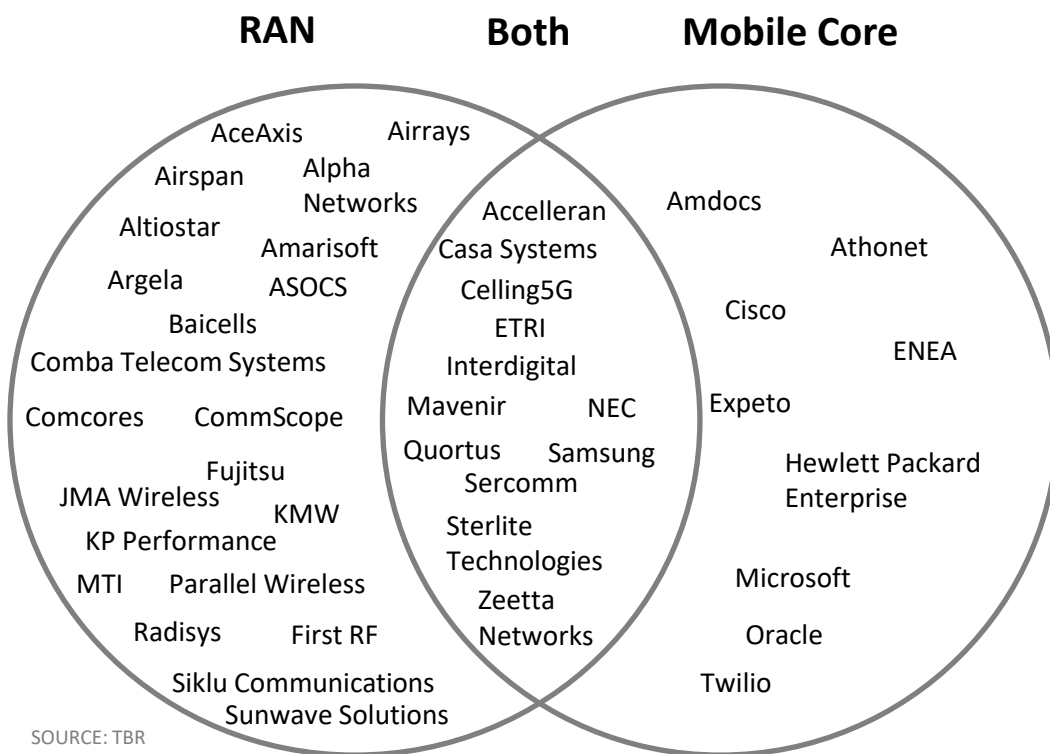 RAN
Both
Mobile Core
AceAxis
Airrays
Airspan
Alpha
Networks
Altiostar
Amarisoft
Argela
ASOCS
Baicells
Comba Telecom Systems
Comcores
CommScope
Fujitsu
JMA Wireless
KMW
KP Performance
MTI
Parallel Wireless
Radisys
First RF
Siklu Communications
Sunwave Solutions
Accelleran
Casa Systems
Celling5G
ETRI
Interdigital
Mavenir
NEC
Quortus
Samsung
Sercomm
Sterlite
Technologies
Zeetta
Networks
Amdocs
Athonet
Cisco
ENEA
Expeto
Hewlett Packard
Enterprise
Microsoft
Oracle
Twilio
SOURCE: TBR